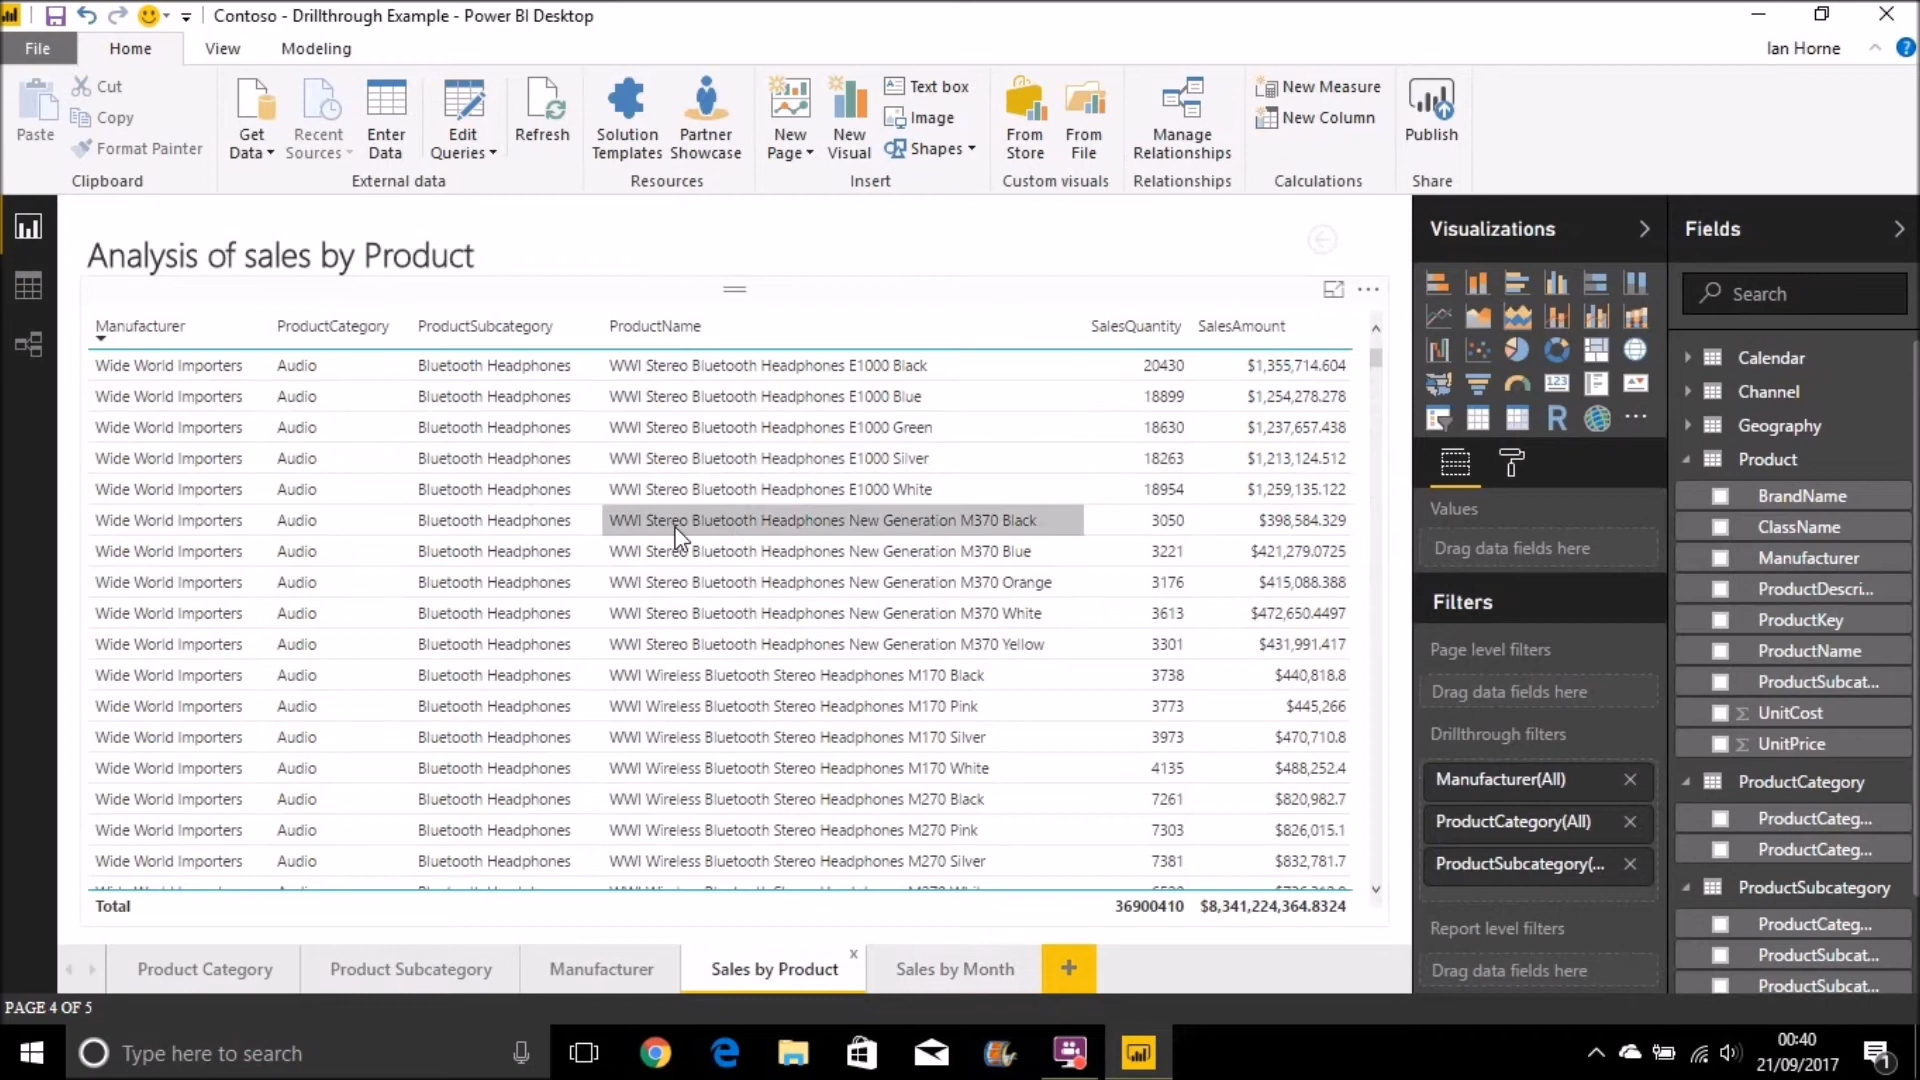 Contoso - Drillthrough Example - Power BI Desktop
File Home View Modeling Ian Horne ?
Paste Cut Copy Format Painter
Clipboard
Get Data Recent Sources Enter Data Edit Queries
External data
Refresh
Solution Templates Partner Showcase
Resources
New Page New Visual Text box Image Shapes
Insert
From Store From File
Custom visuals
Manage Relationships
Relationships
New Measure New Column
Calculations
Publish
Share
Analysis of sales by Product
Manufacturer ProductCategory ProductSubcategory ProductName SalesQuantity SalesAmount
Wide World Importers Audio Bluetooth Headphones WWI Stereo Bluetooth Headphones E1000 Black 20430 $1,355,714.604
Wide World Importers Audio Bluetooth Headphones WWI Stereo Bluetooth Headphones E1000 Blue 18899 $1,254,278.278
Wide World Importers Audio Bluetooth Headphones WWI Stereo Bluetooth Headphones E1000 Green 18630 $1,237,657.438
Wide World Importers Audio Bluetooth Headphones WWI Stereo Bluetooth Headphones E1000 Silver 18263 $1,213,124.512
Wide World Importers Audio Bluetooth Headphones WWI Stereo Bluetooth Headphones E1000 White 18954 $1,259,135.122
Wide World Importers Audio Bluetooth Headphones WWI Stereo Bluetooth Headphones New Generation M370 Black 3050 $398,584.329
Wide World Importers Audio Bluetooth Headphones WWI Stereo Bluetooth Headphones New Generation M370 Blue 3221 $421,279.0725
Wide World Importers Audio Bluetooth Headphones WWI Stereo Bluetooth Headphones New Generation M370 Orange 3176 $415,088.388
Wide World Importers Audio Bluetooth Headphones WWI Stereo Bluetooth Headphones New Generation M370 White 3613 $472,650.4497
Wide World Importers Audio Bluetooth Headphones WWI Stereo Bluetooth Headphones New Generation M370 Yellow 3301 $431,991.417
Wide World Importers Audio Bluetooth Headphones WWI Wireless Bluetooth Stereo Headphones M170 Black 3738 $440,818.8
Wide World Importers Audio Bluetooth Headphones WWI Wireless Bluetooth Stereo Headphones M170 Pink 3773 $445,266
Wide World Importers Audio Bluetooth Headphones WWI Wireless Bluetooth Stereo Headphones M170 Silver 3973 $470,710.8
Wide World Importers Audio Bluetooth Headphones WWI Wireless Bluetooth Stereo Headphones M170 White 4135 $488,252.4
Wide World Importers Audio Bluetooth Headphones WWI Wireless Bluetooth Stereo Headphones M270 Black 7261 $820,982.7
Wide World Importers Audio Bluetooth Headphones WWI Wireless Bluetooth Stereo Headphones M270 Pink 7303 $826,015.1
Wide World Importers Audio Bluetooth Headphones WWI Wireless Bluetooth Stereo Headphones M270 Silver 7381 $832,781.7
Total 36900410 $8,341,224,364.8324
Product Category Product Subcategory Manufacturer Sales by Product x Sales by Month +
PAGE 4 OF 5
Visualizations
123
R
Values
Drag data fields here
Filters
Page level filters
Drag data fields here
Drillthrough filters
Manufacturer(All)
ProductCategory(All)
ProductSubcategory(...
Report level filters
Drag data fields here
Fields
Search
Calendar
Channel
Geography
Product
BrandName
ClassName
Manufacturer
ProductDescri...
ProductKey
ProductName
ProductSubcat...
Σ UnitCost
Σ UnitPrice
ProductCategory
ProductCateg...
ProductCateg...
ProductSubcategory
ProductCateg...
ProductSubcat...
ProductSubcat...
Type here to search
00:40
21/09/2017
1